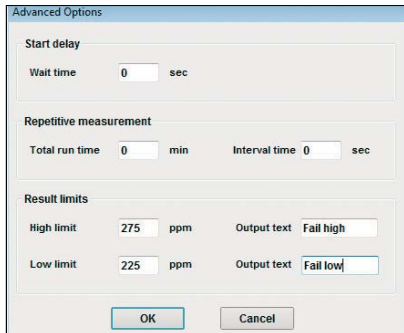 Advanced Options
Start delay
Wait time 0 sec
Repetitive measurement
Total run time 0 min Interval time 0 sec
Result limits
High limit 275 ppm Output text Fail high
Low limit 225 ppm Output text Fail low
OK Cancel